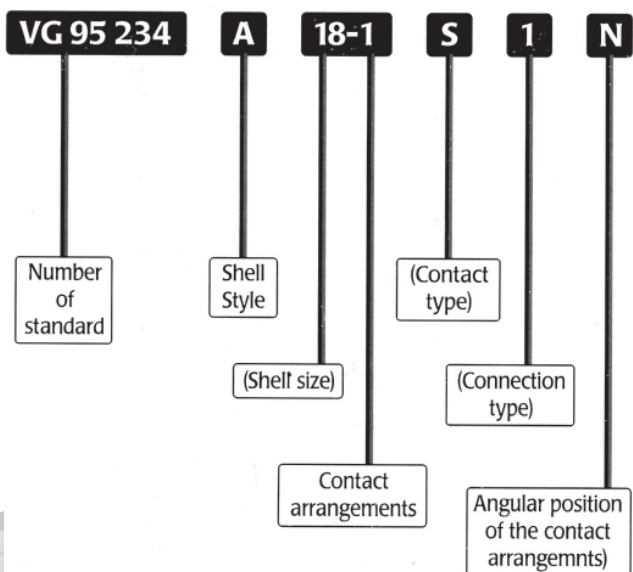 VG 95 234 A 18-1 S 1 N
Number
of
standard
Shell
Style
(Contact
type)
(Shell size)
(Connection
type)
Contact
arrangements
Angular position
of the contact
arrangemnts)